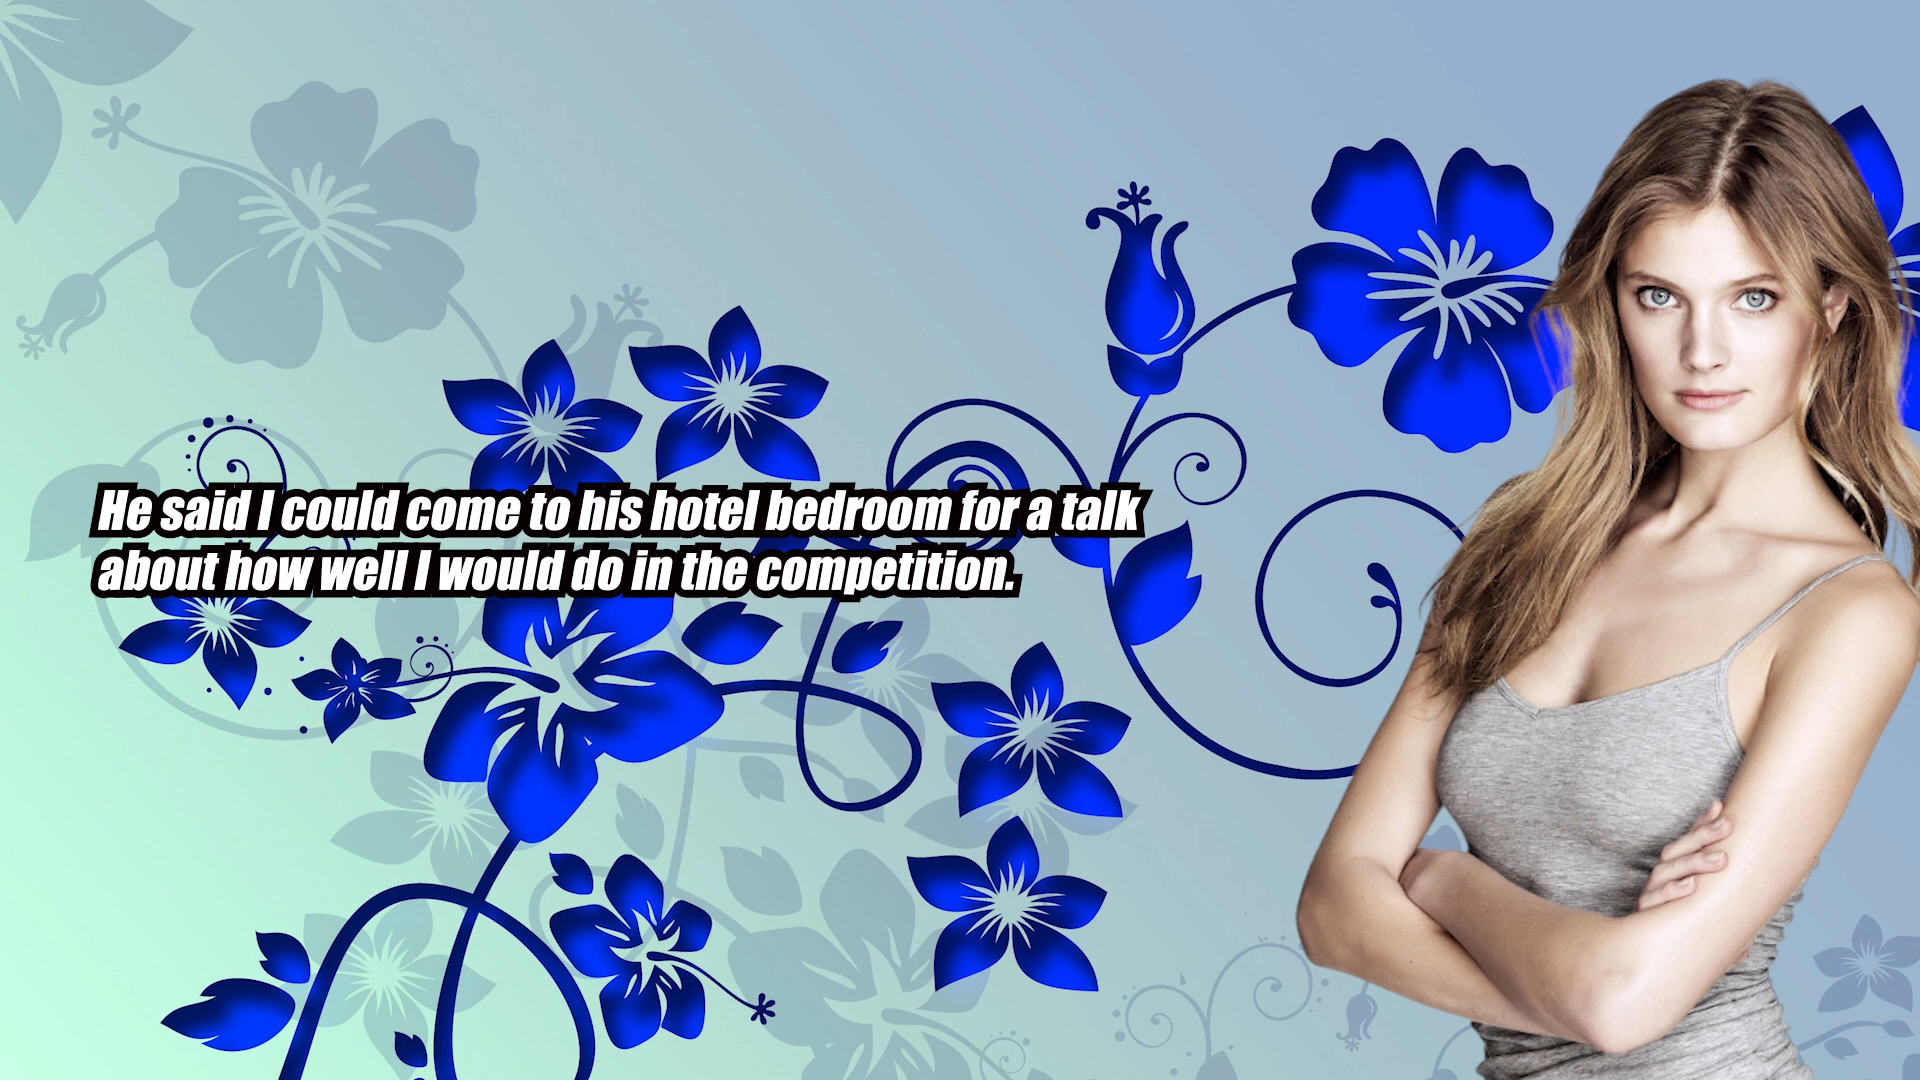 He said I could come to his hotel bedroom for a talk
about how well I would do in the competition.